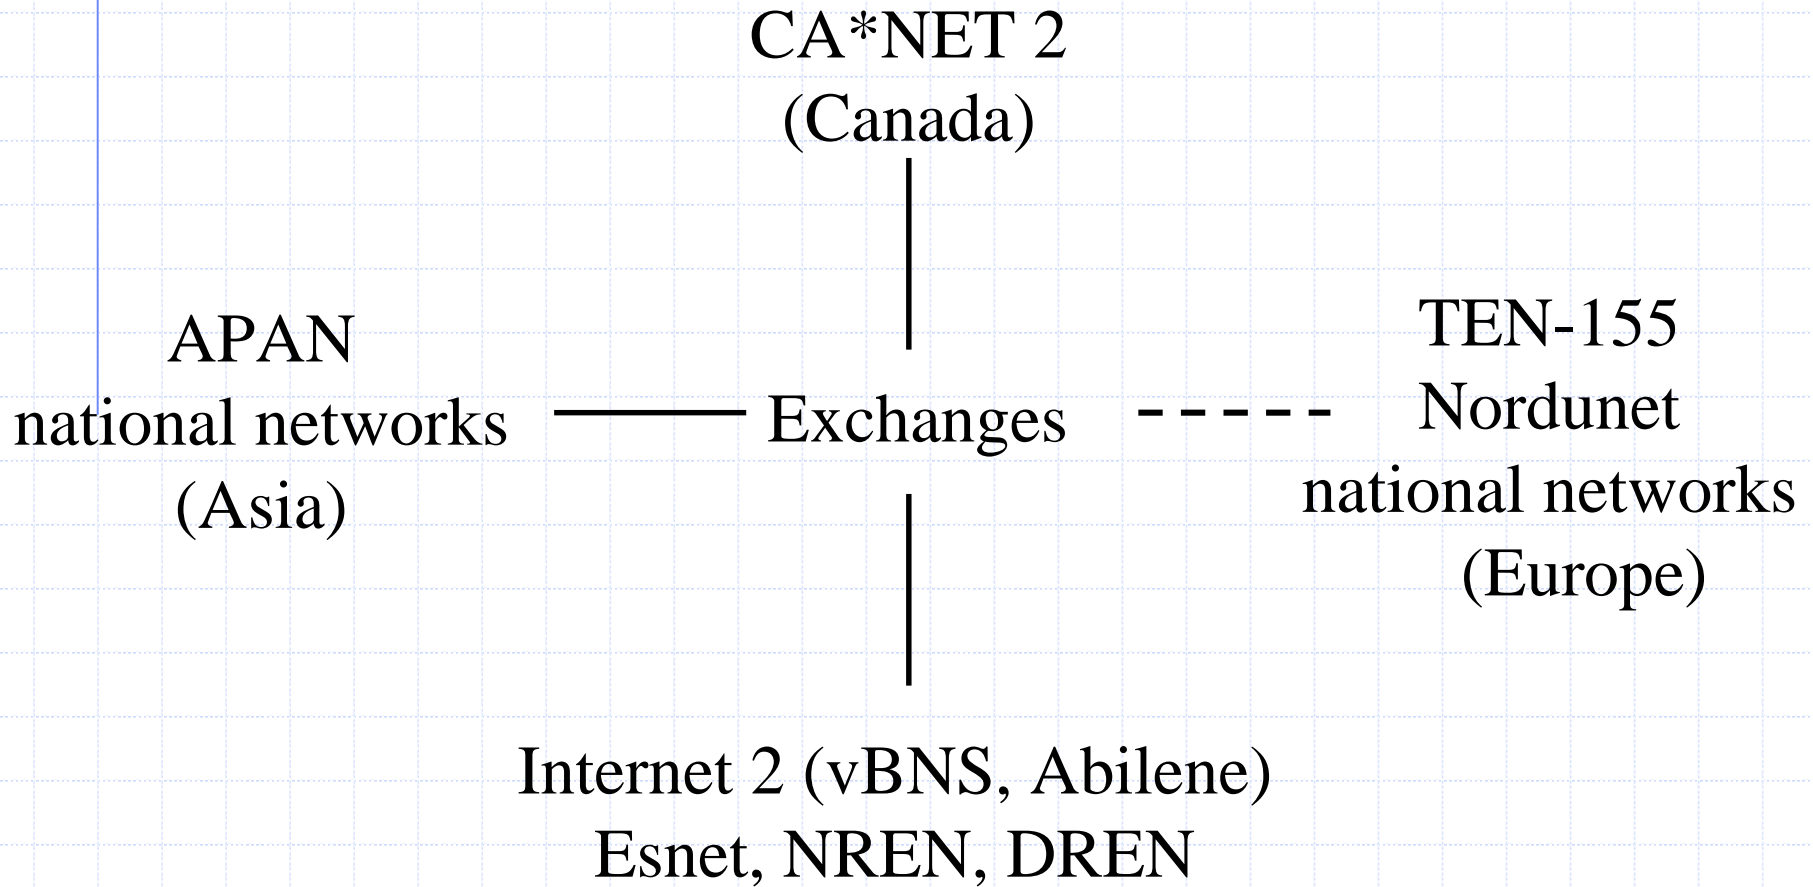 CA*NET 2
(Canada)
APAN
national networks
(Asia)
Exchanges
TEN-155
Nordunet
national networks
(Europe)
Internet 2 (vBNS, Abilene)
Esnet, NREN, DREN